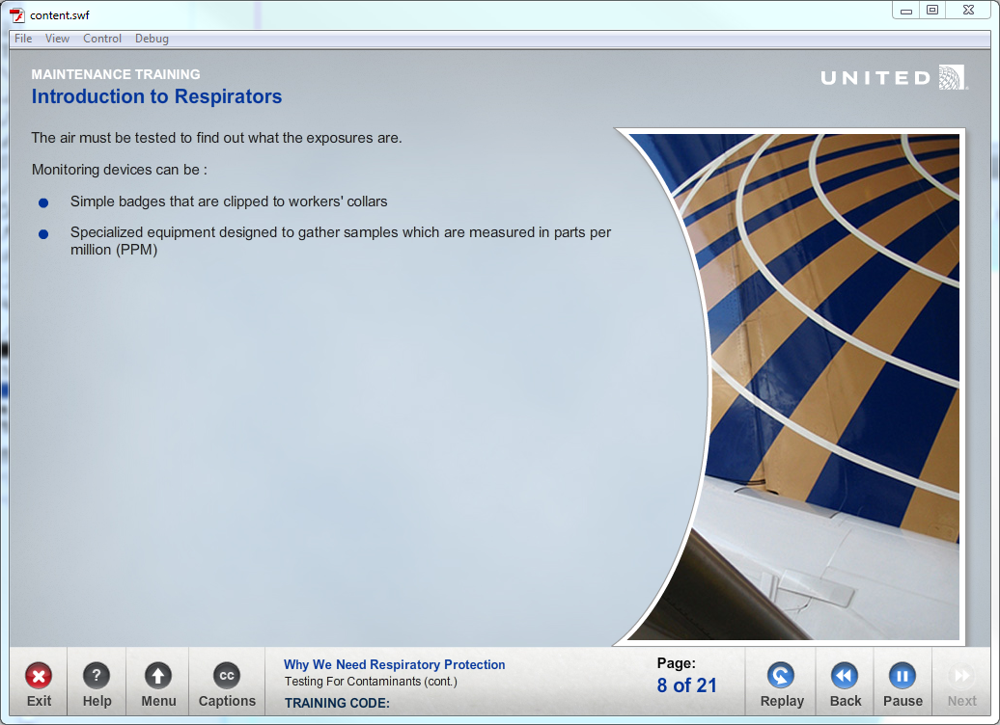 content.swf
File View Control Debug
MAINTENANCE TRAINING
Introduction to Respirators
UNITED
The air must be tested to find out what the exposures are.
Monitoring devices can be :
Simple badges that are clipped to workers' collars
Specialized equipment designed to gather samples which are measured in parts per
million (PPM)
Exit
? Help
Menu
cc Captions
Why We Need Respiratory Protection
Testing For Contaminants (cont.)
TRAINING CODE:
Page:
8 of 21
Replay
Back
Pause
Next